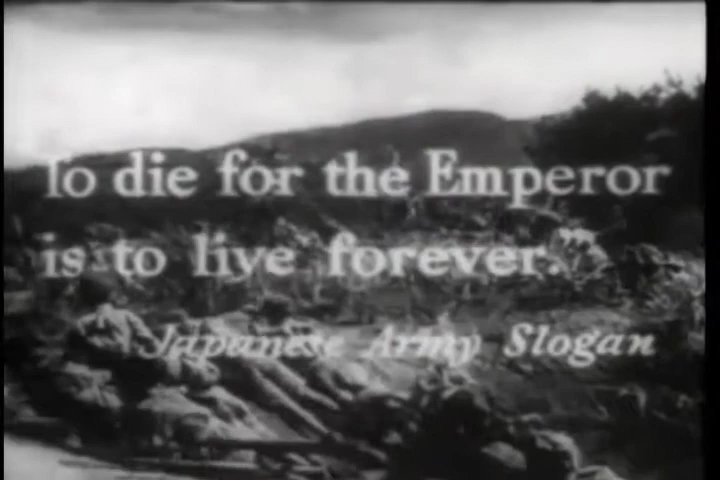 To die for the Emperor
is to live forever."
Japanese Army Slogan